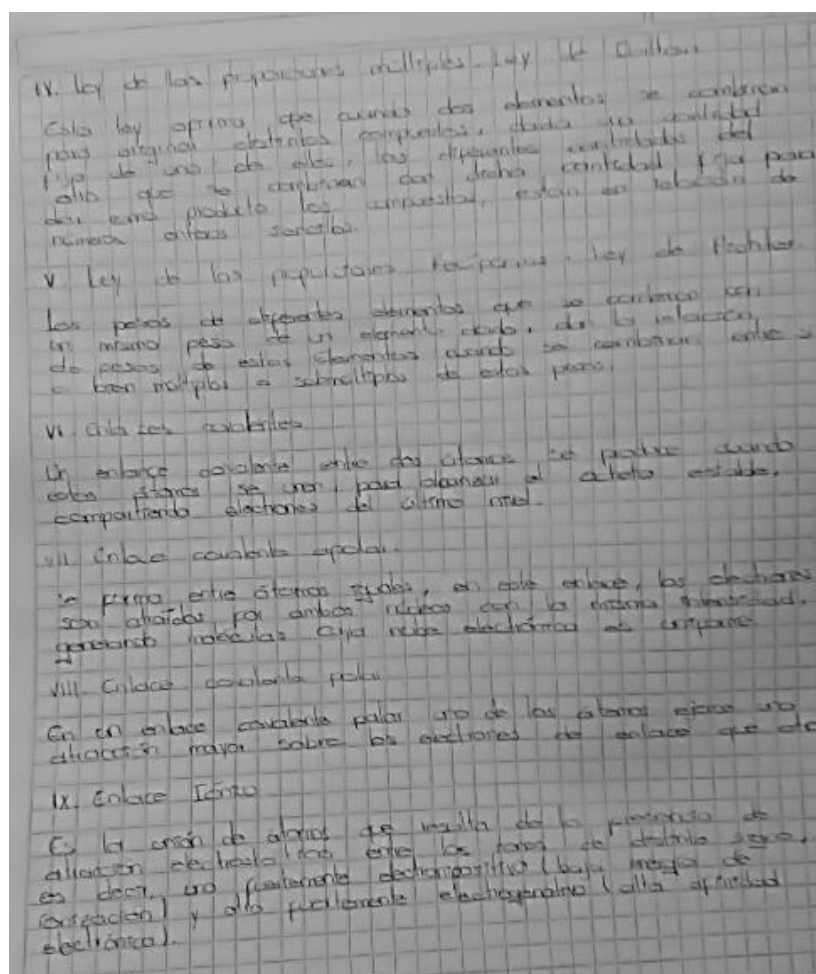 IV. Ley de las proporciones múltiples. Ley de Dalton.
Esta ley afirma que cuando dos elementos se combinan
para originar distintos compuestos, dada una cantidad
fija de uno de ellos, las diferentes cantidades del
otro que se combinan con dicha cantidad fija para
dar como producto los compuestos, están en relación de
números enteros sencillos.
V Ley de las proporciones recíprocas. Ley de Richter
Los pesos de diferentes elementos que se combinan con
un mismo peso de un elemento dado, dan la relación
de pesos de estos elementos cuando se combinan entre
o bien múltiplos o submúltiplos de estos pesos.
VI covalentes
Un enlace covalente entre dos átomos se produce cuando
estos átomos se unen, para alcanzar el octeto estable,
compartiendo electrones del último nivel.
VII Enlace covalente apolar.
Se forma entre átomos iguales, en este enlace, los electrones
son atraídos por ambos núcleos con la misma intensidad,
generando moléculas cuya nube electrónica es uniforme
VIII. Enlace covalente polar
En un enlace covalente polar uno de los átomos ejerce una
atracción mayor sobre los electrones de enlace que otro
IX. Enlace Iónico
Es la unión de átomos que resulta de la presencia de
atracción electrostática entre los iones de distinto signo,
es decir, uno fuertemente electropositivo (baja energía de
ionización) y otro fuertemente electronegativo (alta afinidad
electrónica).